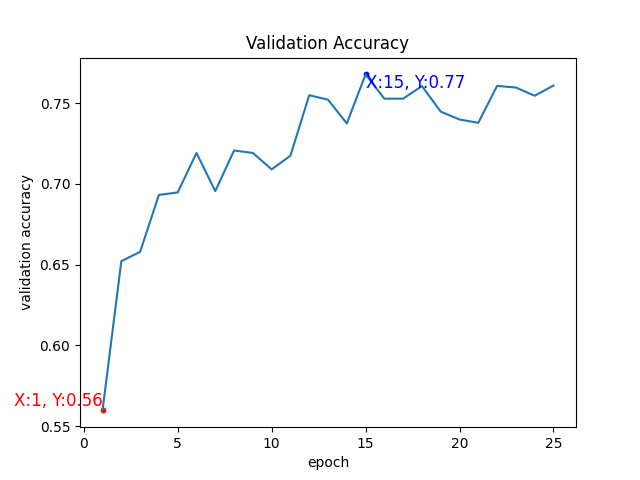 Validation Accuracy
X:15, Y:0.77
0.75
0.70
0.65
0.60
0.55
validation accuracy
X:1, Y:0.56
0 5 10 15 20 25
epoch